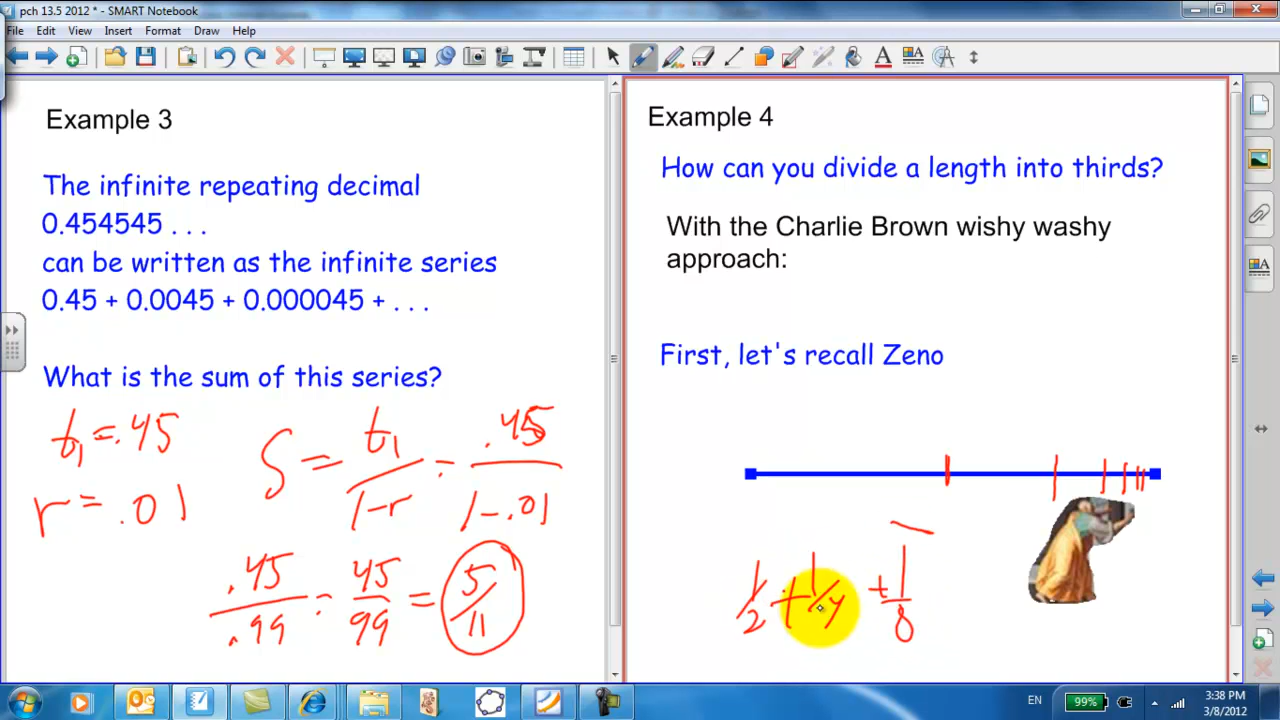 pch 13.5 2012 * - SMART Notebook
File Edit View Insert Format Draw Help
Example 3
The infinite repeating decimal
0.454545 . . .
can be written as the infinite series
0.45 + 0.0045 + 0.000045 + . . .
What is the sum of this series?
t₁ = .45
r = .01
S = t₁/1-r = .45/1-.01
.45/.99 = 45/99 = 5/11
Example 4
How can you divide a length into thirds?
With the Charlie Brown wishy washy
approach:
First, let's recall Zeno
1/2 + 1/4 + 1/8
EN
99%
3:38 PM
3/8/2012